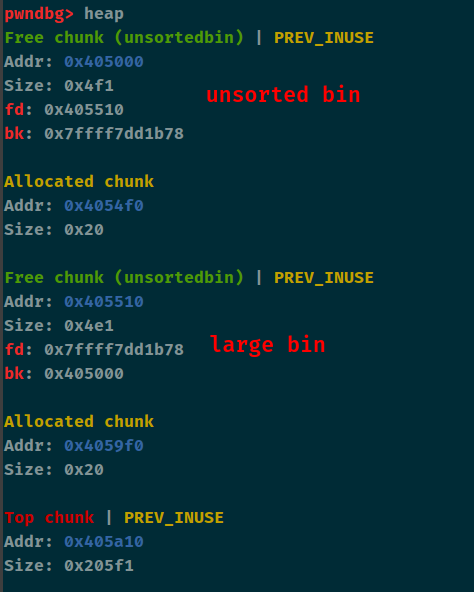 pwndbg> heap
Free chunk (unsortedbin) | PREV_INUSE
Addr: 0x405000
Size: 0x4f1
unsorted bin
fd: 0x405510
bk: 0x7ffff7dd1b78
Allocated chunk
Addr: 0x4054f0
Size: 0x20
Free chunk (unsortedbin) | PREV_INUSE
Addr: 0x405510
Size: 0x4e1
fd: 0x7ffff7dd1b78
large bin
bk: 0x405000
Allocated chunk
Addr: 0x4059f0
Size: 0x20
Top chunk | PREV_INUSE
Addr: 0x405a10
Size: 0x205f1